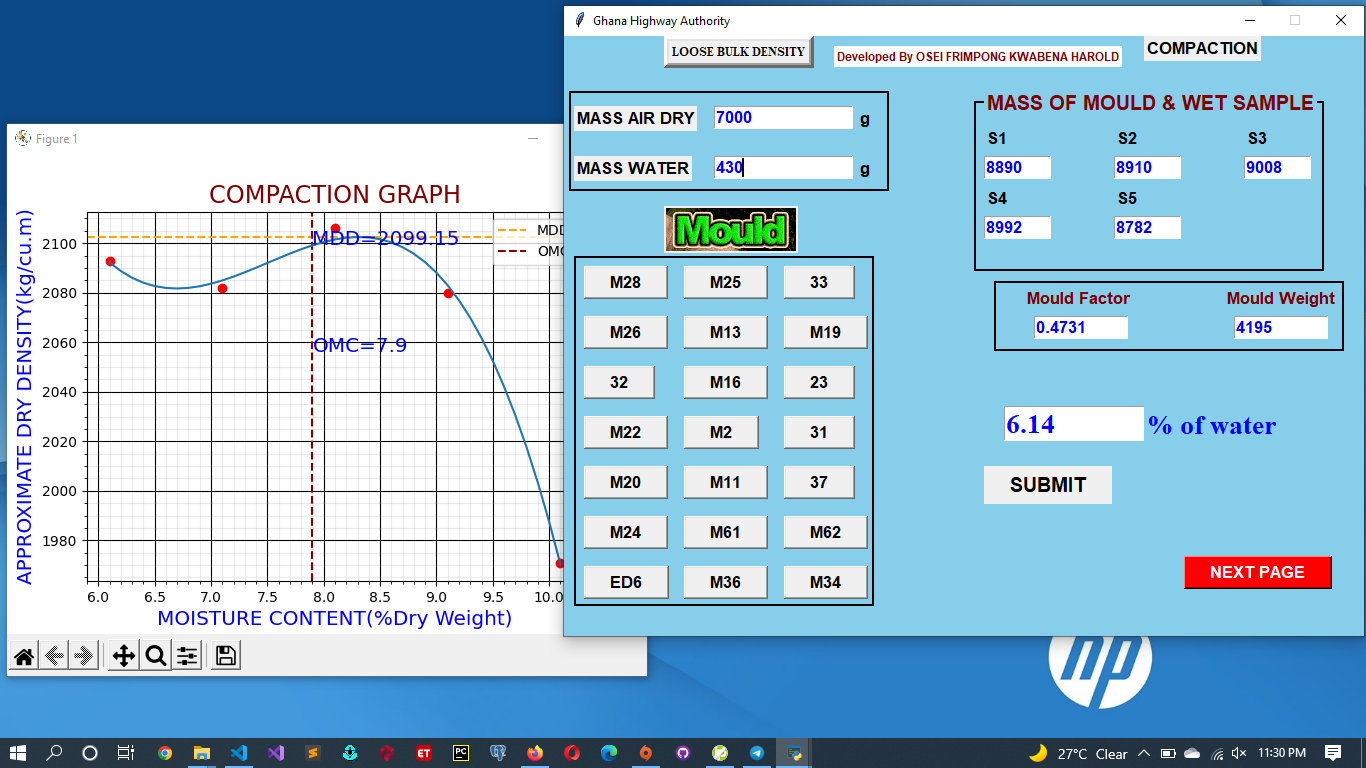 Ghana Highway Authority
LOOSE BULK DENSITY
Developed By OSEI FRIMPONG KWABENA HAROLD
COMPACTION
MASS AIR DRY 7000 g
MASS WATER 430 g
MASS OF MOULD & WET SAMPLE
S1 S2 S3
8890 8910 9008
S4 S5
8992 8782
Mould
M28 M25 33
M26 M13 M19
32 M16 23
M22 M2 31
M20 M11 37
M24 M61 M62
ED6 M36 M34
Mould Factor Mould Weight
0.4731 4195
6.14 % of water
SUBMIT
NEXT PAGE
Figure 1
COMPACTION GRAPH
APPROXIMATE DRY DENSITY(kg/cu.m)
2100
2080
2060
2040
2020
2000
1980
MDD=2099.15
OMC=7.9
MDD
OMC
6.0 6.5 7.0 7.5 8.0 8.5 9.0 9.5 10.0
MOISTURE CONTENT(%Dry Weight)
hp
ET
PC
27°C Clear
11:30 PM